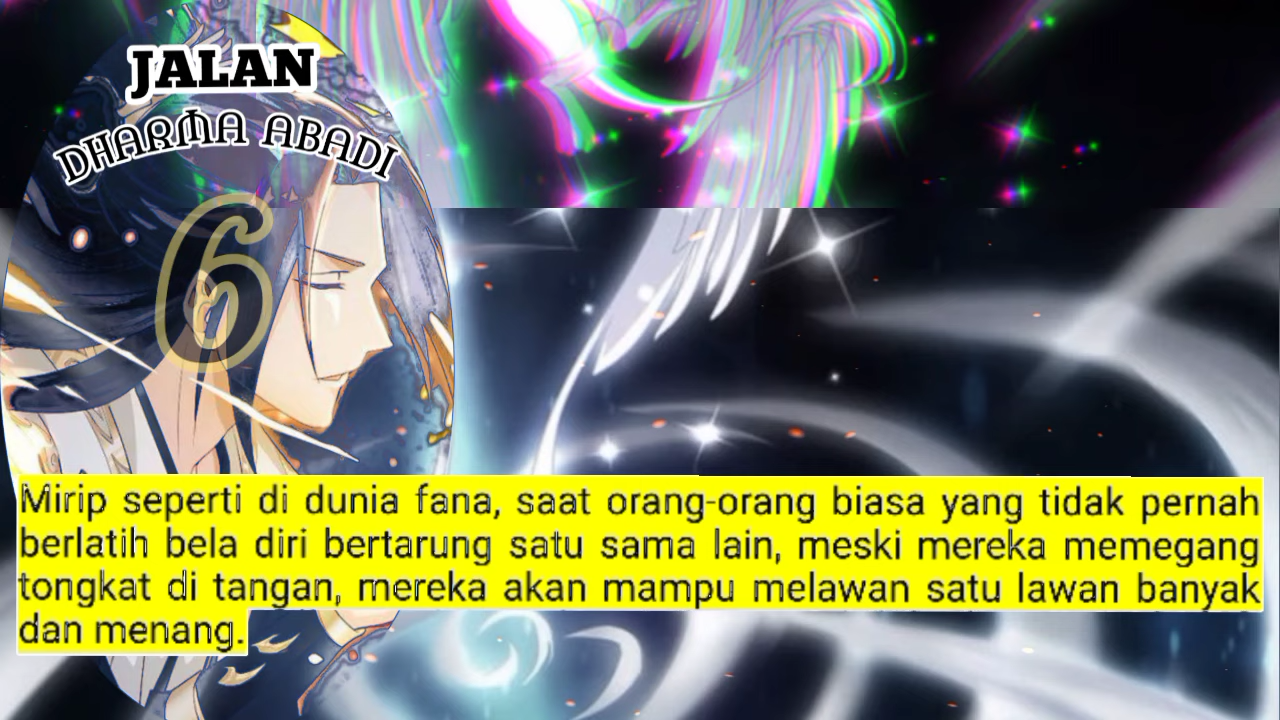 JALAN
DHARMA ABADI
6
Mirip seperti di dunia fana, saat orang-orang biasa yang tidak pernah
berlatih bela diri bertarung satu sama lain, meski mereka memegang
tongkat di tangan, mereka akan mampu melawan satu lawan banyak
dan menang.